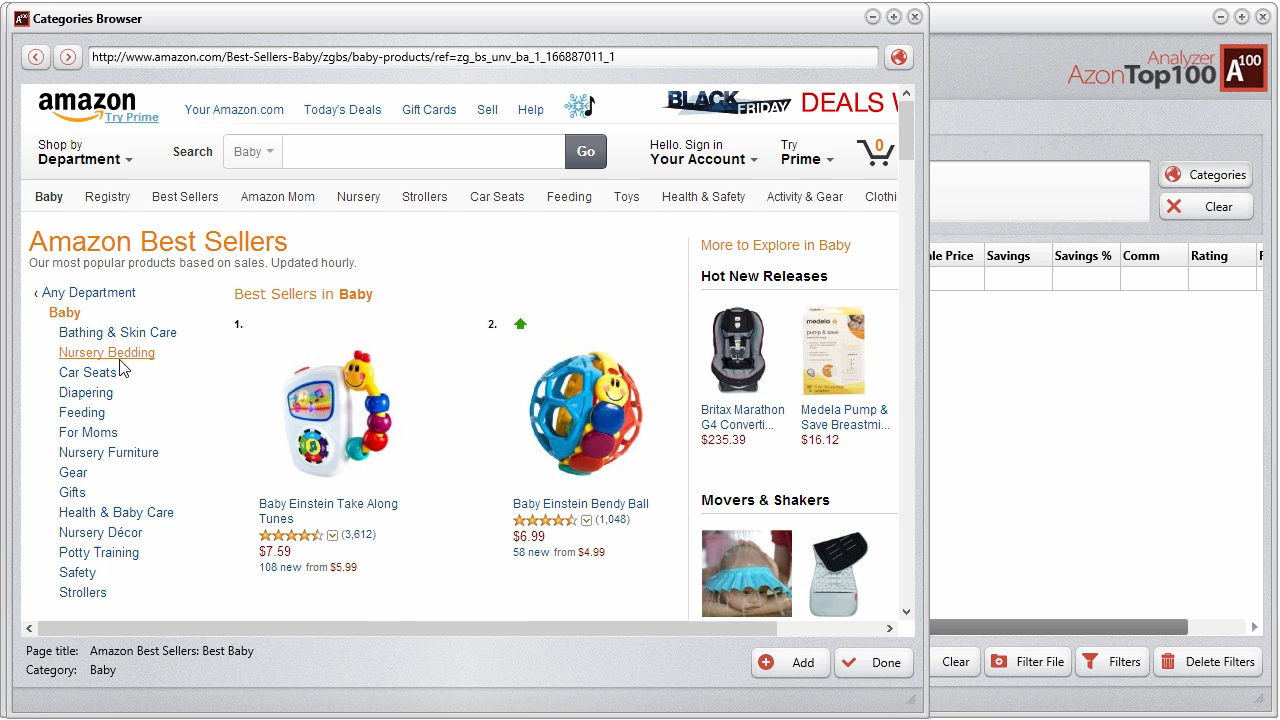 Categories Browser
http://www.amazon.com/Best-Sellers-Baby/zgbs/baby-products/ref=zg_bs_unv_ba_1_166887011_1
Analyzer
AzonTop100
A100
amazon
Try Prime
Your Amazon.com Today's Deals Gift Cards Sell Help
BLACK FRIDAY DEALS
Shop by
Department
Search
Baby
Go
Hello. Sign in
Your Account
Try
Prime
0
Categories
Clear
Baby Registry Best Sellers Amazon Mom Nursery Strollers Car Seats Feeding Toys Health & Safety Activity & Gear Clothi
Amazon Best Sellers
Our most popular products based on sales. Updated hourly.
‹ Any Department
Baby
Bathing & Skin Care
Nursery Bedding
Car Seats
Diapering
Feeding
For Moms
Nursery Furniture
Gear
Gifts
Health & Baby Care
Nursery Décor
Potty Training
Safety
Strollers
Best Sellers in Baby
1.
Baby Einstein Take Along
Tunes
(3,612)
$7.59
108 new from $5.99
2.
Baby Einstein Bendy Ball
(1,048)
$6.99
58 new from $4.99
More to Explore in Baby
Hot New Releases
medela
pump & save
Britax Marathon
G4 Converti...
$235.39
Medela Pump &
Save Breastmi...
$16.12
Movers & Shakers
le Price Savings Savings % Comm Rating
Page title: Amazon Best Sellers: Best Baby
Category: Baby
Add
Done
Clear
Filter File
Filters
Delete Filters